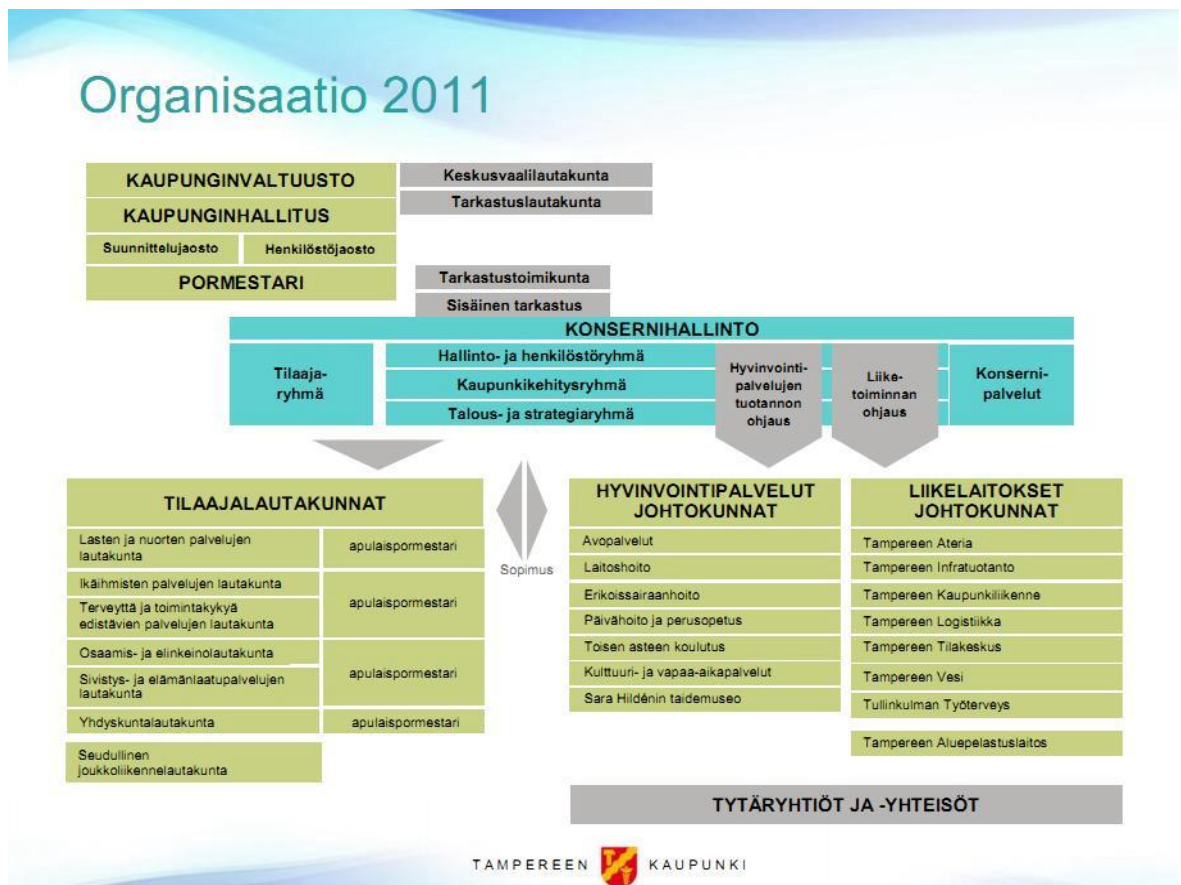 Organisaatio 2011
KAUPUNGINVALTUUSTO
Keskusvaalilautakunta
Tarkastuslautakunta
KAUPUNGINHALLITUS
Suunnittelujaosto
Henkilöstöjaosto
PORMESTARI
Tarkastustoimikunta
Sisäinen tarkastus
KONSERNIHALLINTO
Tilaaja-
ryhmä
Hallinto- ja henkilöstöryhmä
Kaupunkikehitysryhmä
Talous- ja strategiaryhmä
Hyvinvointi-
palvelujen
tuotannon
ohjaus
Liike-
toiminnan
ohjaus
Konserni-
palvelut
TILAAJALAUTAKUNNAT
Lasten ja nuorten palvelujen
lautakunta
apulaispormestari
Ikäihmisten palvelujen lautakunta
Terveyttä ja toimintakykyä
edistävien palvelujen lautakunta
apulaispormestari
Osaamis- ja elinkeinolautakunta
Sivistys- ja elämänlaatupalvelujen
lautakunta
apulaispormestari
Yhdyskuntalautakunta
apulaispormestari
Seudullinen
joukkoliikennelautakunta
Sopimus
HYVINVOINTIPALVELUT
JOHTOKUNNAT
Avopalvelut
Laitoshoito
Erikoissairaanhoito
Päivähoito ja perusopetus
Toisen asteen koulutus
Kulttuuri- ja vapaa-aikapalvelut
Sara Hildénin taidemuseo
LIIKELAITOKSET
JOHTOKUNNAT
Tampereen Ateria
Tampereen Infratuotanto
Tampereen Kaupunkiliikenne
Tampereen Logistiikka
Tampereen Tilakeskus
Tampereen Vesi
Tullinkulman Työterveys
Tampereen Aluepelastuslaitos
TYTÄRYHTIÖT JA -YHTEISÖT
TAMPEREEN KAUPUNKI